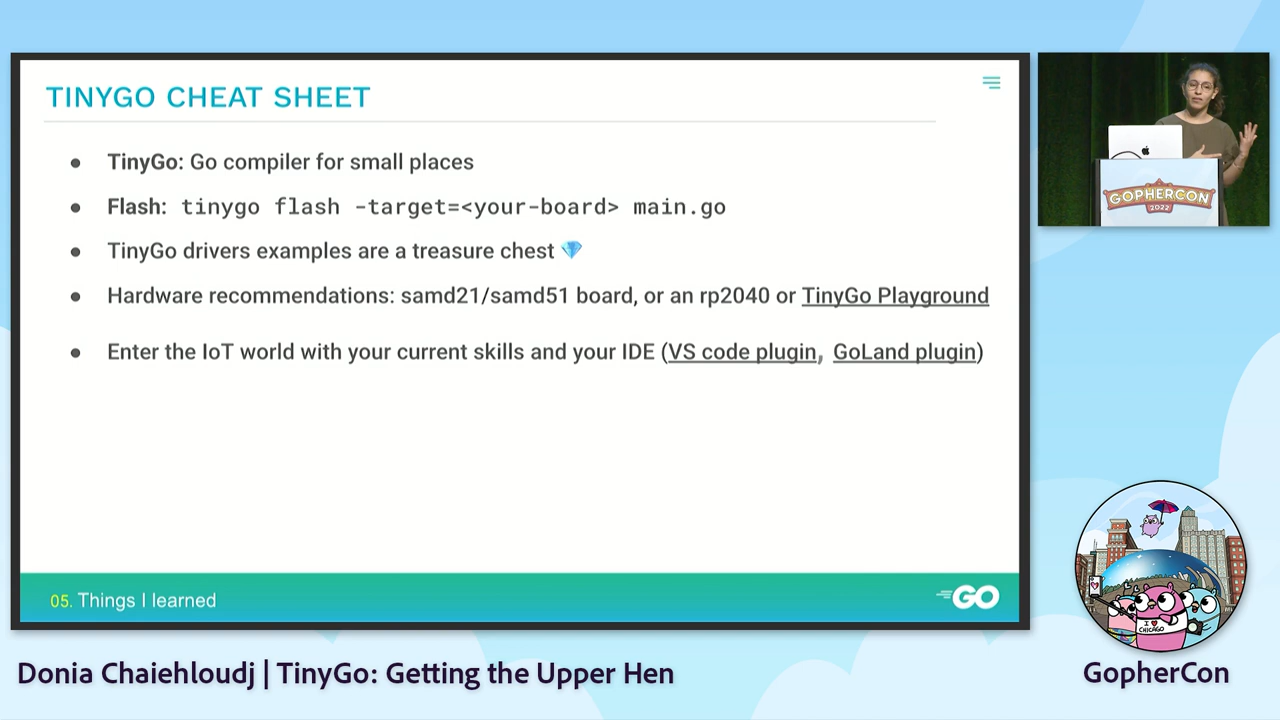 TINYGO CHEAT SHEET
● TinyGo: Go compiler for small places
● Flash: tinygo flash -target=<your-board> main.go
● TinyGo drivers examples are a treasure chest 💎
● Hardware recommendations: samd21/samd51 board, or an rp2040 or TinyGo Playground
● Enter the IoT world with your current skills and your IDE (VS code plugin, GoLand plugin)
05. Things I learned
GO
GOPHERCON
2022
I ♥
CHICAGO
Donia Chaiehloudj | TinyGo: Getting the Upper Hen
GopherCon